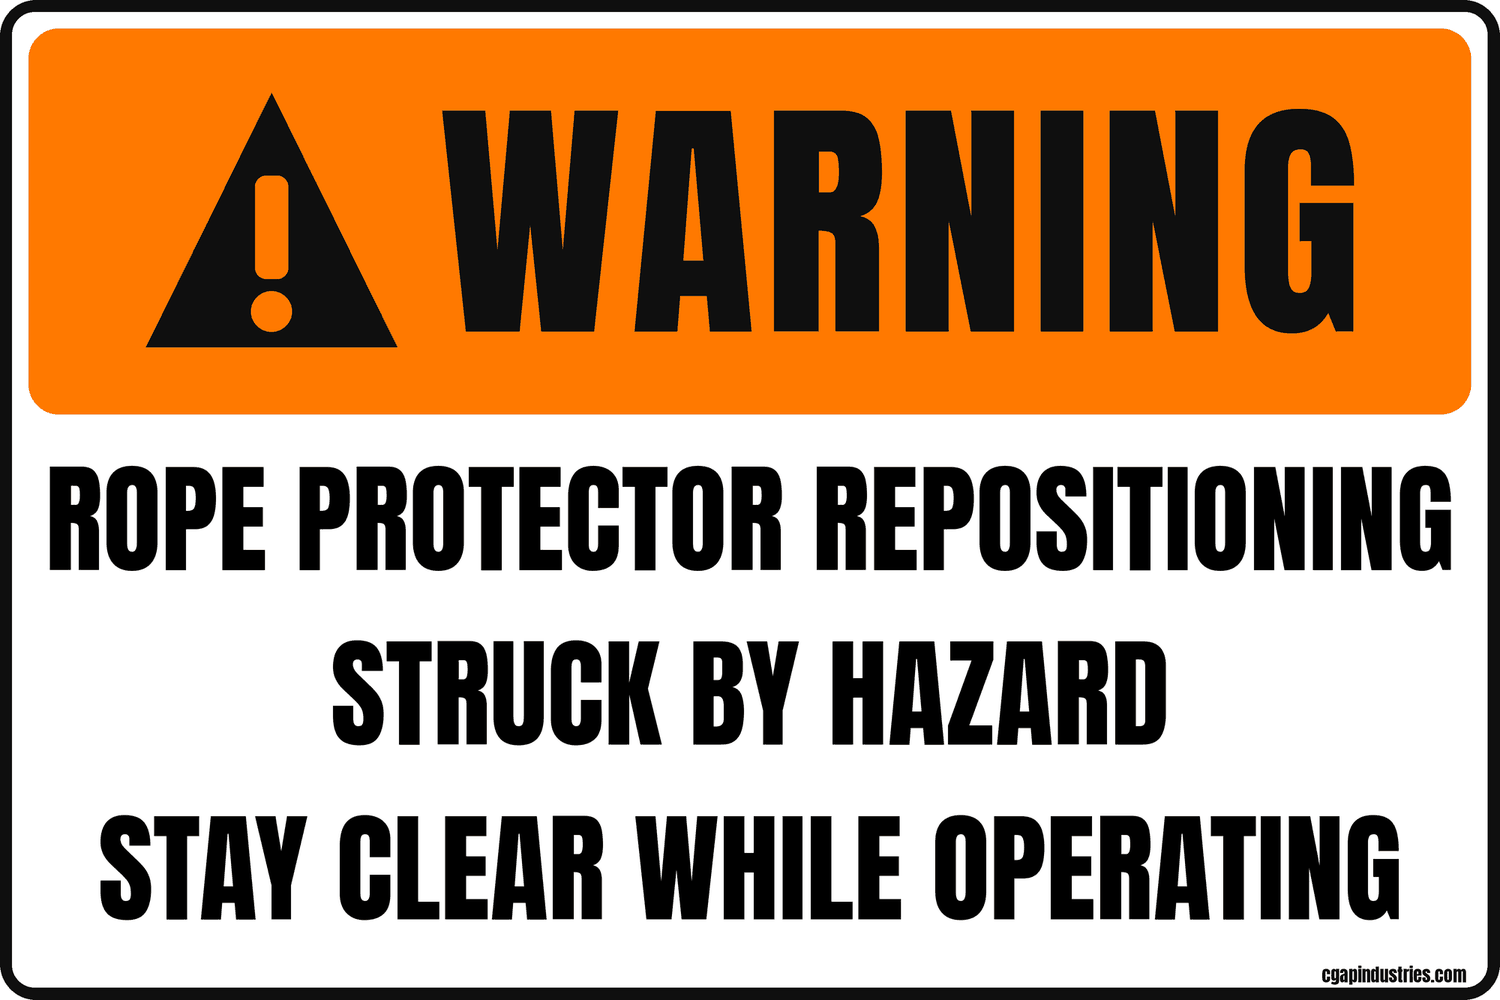 WARNING
ROPE PROTECTOR REPOSITIONING
STRUCK BY HAZARD
STAY CLEAR WHILE OPERATING
cgapindustries.com